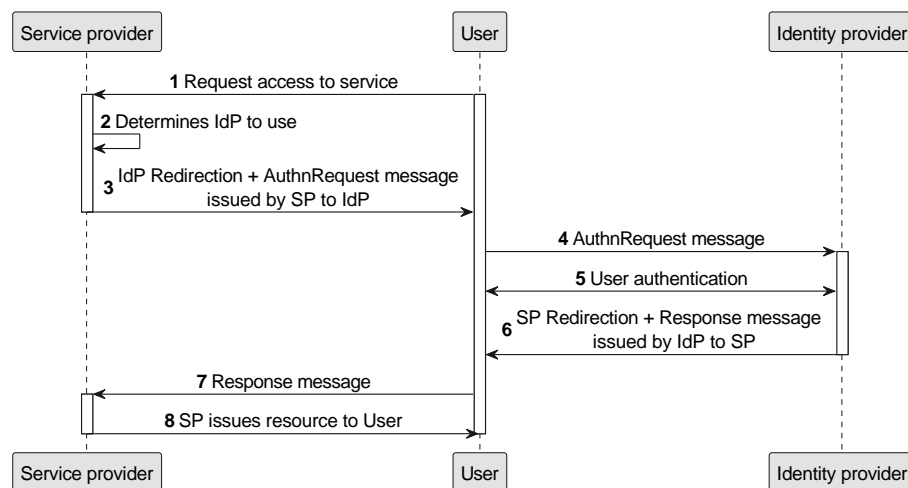 Service provider
User
Identity provider
1 Request access to service
2 Determines IdP to use
3 IdP Redirection + AuthnRequest message
issued by SP to IdP
4 AuthnRequest message
5 User authentication
6 SP Redirection + Response message
issued by IdP to SP
7 Response message
8 SP issues resource to User
Service provider
User
Identity provider